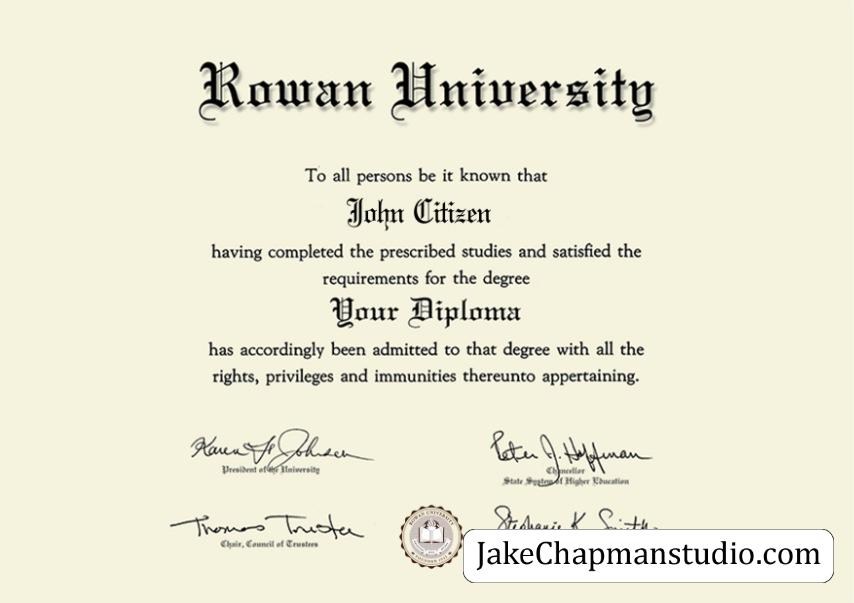 Rowan University
To all persons be it known that
John Citizen
having completed the prescribed studies and satisfied the
requirements for the degree
Your Diploma
has accordingly been admitted to that degree with all the
rights, privileges and immunities thereunto appertaining.
Peter J. Hoffman
President of the University
Chancellor
State System of Higher Education
Thomas Truster
Stephanie K. Smith
Chair, Council of Trustees
ROWAN UNIVERSITY
JakeChapmanstudio.com